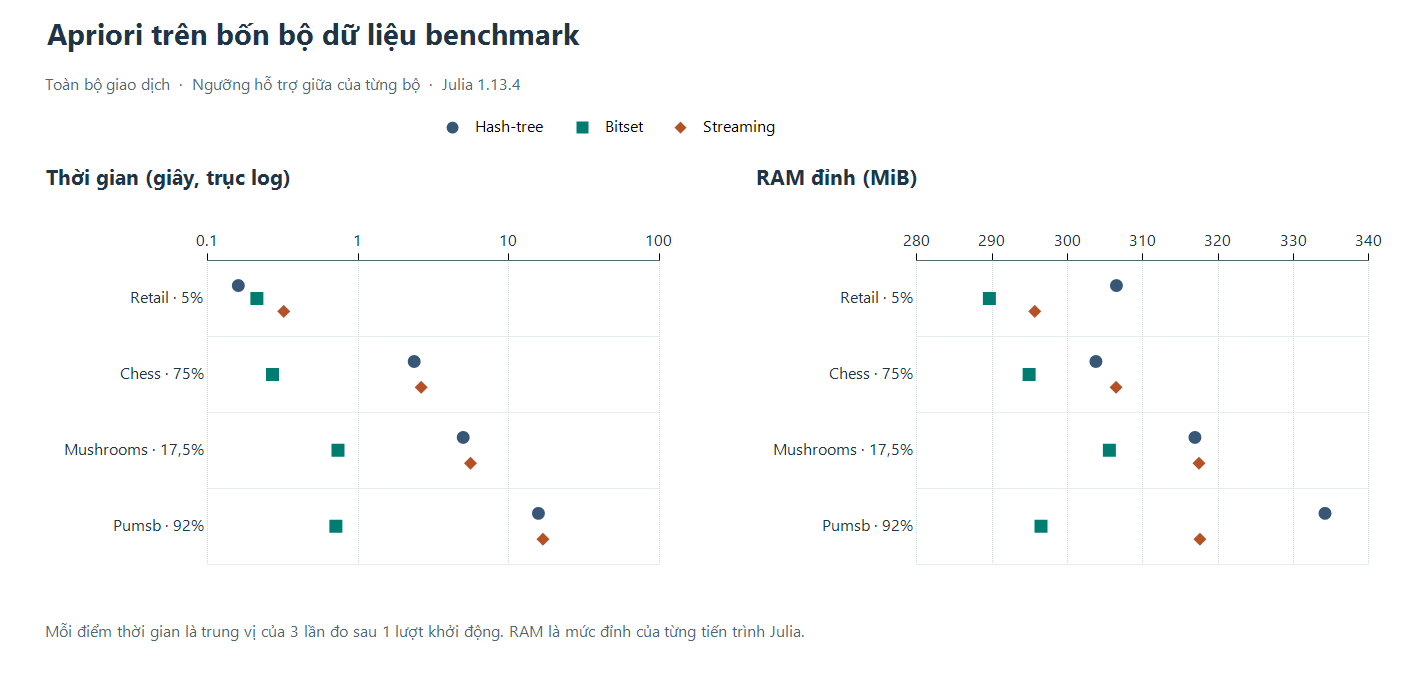 Apriori trên bốn bộ dữ liệu benchmark
Toàn bộ giao dịch · Ngưỡng hỗ trợ giữa của từng bộ · Julia 1.13.4
Hash-tree Bitset Streaming
Thời gian (giây, trục log)
0.1 1 10 100
Retail · 5%
Chess · 75%
Mushrooms · 17,5%
Pumsb · 92%
RAM đỉnh (MiB)
280 290 300 310 320 330 340
Retail · 5%
Chess · 75%
Mushrooms · 17,5%
Pumsb · 92%
Mỗi điểm thời gian là trung vị của 3 lần đo sau 1 lượt khởi động. RAM là mức đỉnh của từng tiến trình Julia.